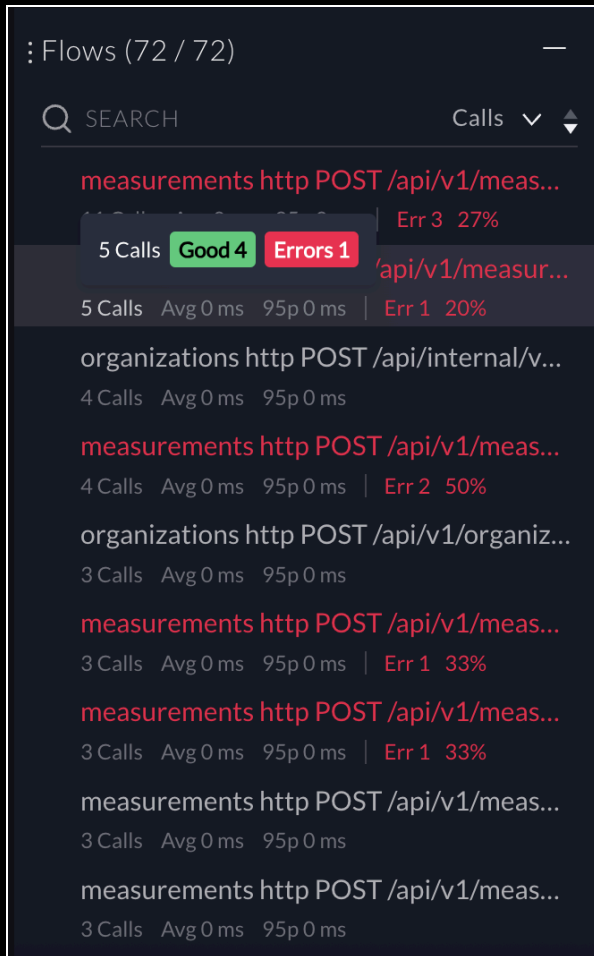 Flows (72 / 72)
SEARCH
Calls
measurements http POST /api/v1/meas...
Err 3 27%
5 Calls Good 4 Errors 1
/api/v1/measur...
5 Calls Avg 0 ms 95p 0 ms | Err 1 20%
organizations http POST /api/internal/v...
4 Calls Avg 0 ms 95p 0 ms
measurements http POST /api/v1/meas...
4 Calls Avg 0 ms 95p 0 ms | Err 2 50%
organizations http POST /api/v1/organiz...
3 Calls Avg 0 ms 95p 0 ms
measurements http POST /api/v1/meas...
3 Calls Avg 0 ms 95p 0 ms | Err 1 33%
measurements http POST /api/v1/meas...
3 Calls Avg 0 ms 95p 0 ms | Err 1 33%
measurements http POST /api/v1/meas...
3 Calls Avg 0 ms 95p 0 ms
measurements http POST /api/v1/meas...
3 Calls Avg 0 ms 95p 0 ms